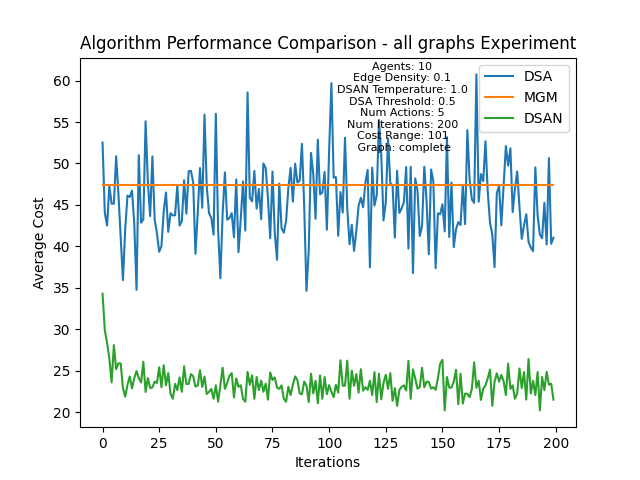 Algorithm Performance Comparison - all graphs Experiment
Agents: 10
Edge Density: 0.1
DSAN Temperature: 1.0
DSA Threshold: 0.5
Num Actions: 5
Num Iterations: 200
Cost Range: 101
Graph: complete
DSA
MGM
DSAN
60
55
50
45
40
35
30
25
20
Average Cost
0 25 50 75 100 125 150 175 200
Iterations